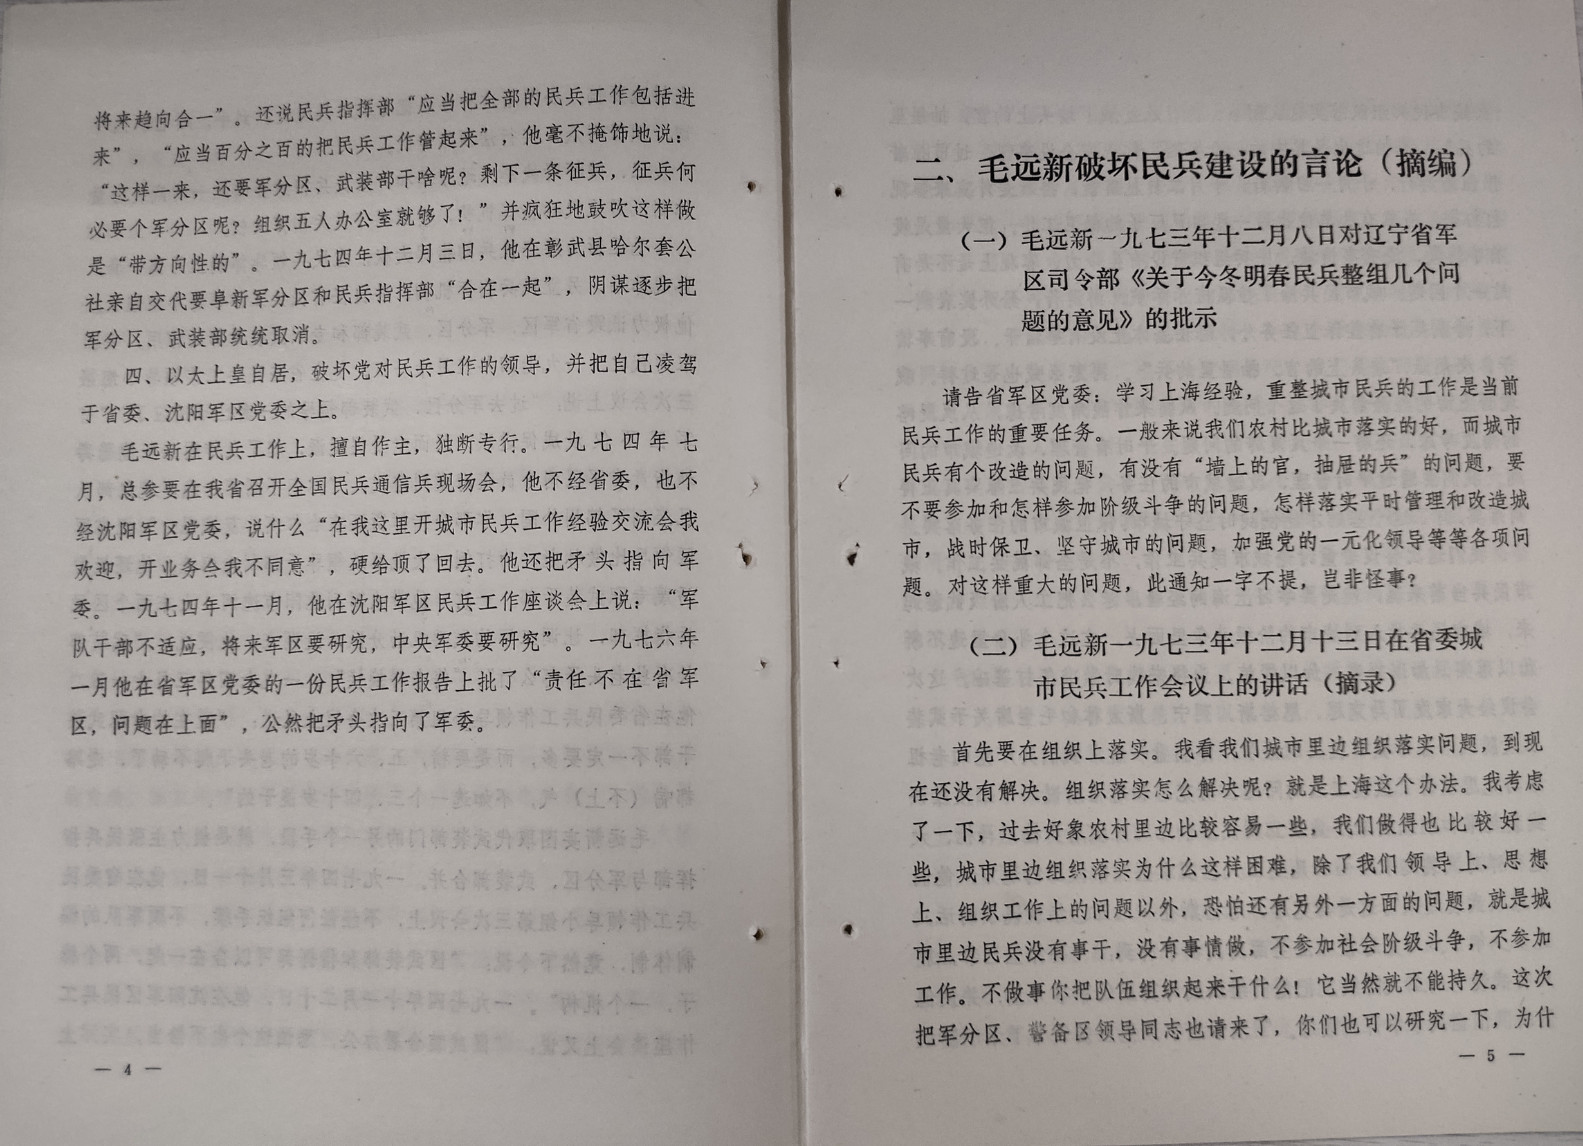 将来趋向合一”。还说民兵指挥部“应当把全部的民兵工作包括进
来”，“应当百分之百的把民兵工作管起来”，他毫不掩饰地说：
“这样一来，还要军分区、武装部干啥呢？剩下一条征兵，征兵何
必要个军分区呢？组织五人办公室就够了！”并疯狂地鼓吹这样做
是“带方向性的”。一九七四年十二月三日，他在彰武县哈尔套公
社亲自交代要阜新军分区和民兵指挥部“合在一起”，阴谋逐步把
军分区、武装部统统取消。
四、以太上皇自居，破坏党对民兵工作的领导，并把自己凌驾
于省委、沈阳军区党委之上。
毛远新在民兵工作上，擅自作主，独断专行。一九七四年七
月，总参要在我省召开全国民兵通信兵现场会，他不经省委，也不
经沈阳军区党委，说什么“在我这里开城市民兵工作经验交流会我
欢迎，开业务会我不同意”，硬给顶了回去。他还把矛头指向军
委。一九七四年十一月，他在沈阳军区民兵工作座谈会上说：“军
队干部不适应，将来军区要研究，中央军委要研究”。一九七六年
一月他在省军区党委的一份民兵工作报告上批了“责任不在省军
区，问题在上面”，公然把矛头指向了军委。
— 4 —
二、毛远新破坏民兵建设的言论（摘编）
（一）毛远新一九七三年十二月八日对辽宁省军
区司令部《关于今冬明春民兵整组几个问
题的意见》的批示
请告省军区党委：学习上海经验，重整城市民兵的工作是当前
民兵工作的重要任务。一般来说我们农村比城市落实的好，而城市
民兵有个改造的问题，有没有“墙上的官，抽屉的兵”的问题，要
不要参加和怎样参加阶级斗争的问题，怎样落实平时管理和改造城
市，战时保卫、坚守城市的问题，加强党的一元化领导等等各项问
题。对这样重大的问题，此通知一字不提，岂非怪事？
（二）毛远新一九七三年十二月十三日在省委城
市民兵工作会议上的讲话（摘录）
首先要在组织上落实。我看我们城市里边组织落实问题，到现
在还没有解决。组织落实怎么解决呢？就是上海这个办法。我考虑
了一下，过去好象农村里边比较容易一些，我们做得也比较好一
些，城市里边组织落实为什么这样困难，除了我们领导上、思想
上、组织工作上的问题以外，恐怕还有另外一方面的问题，就是城
市里边民兵没有事干，没有事情做，不参加社会阶级斗争，不参加
工作。不做事你把队伍组织起来干什么！它当然就不能持久。这次
把军分区、警备区领导同志也请来了，你们也可以研究一下，为什
— 5 —